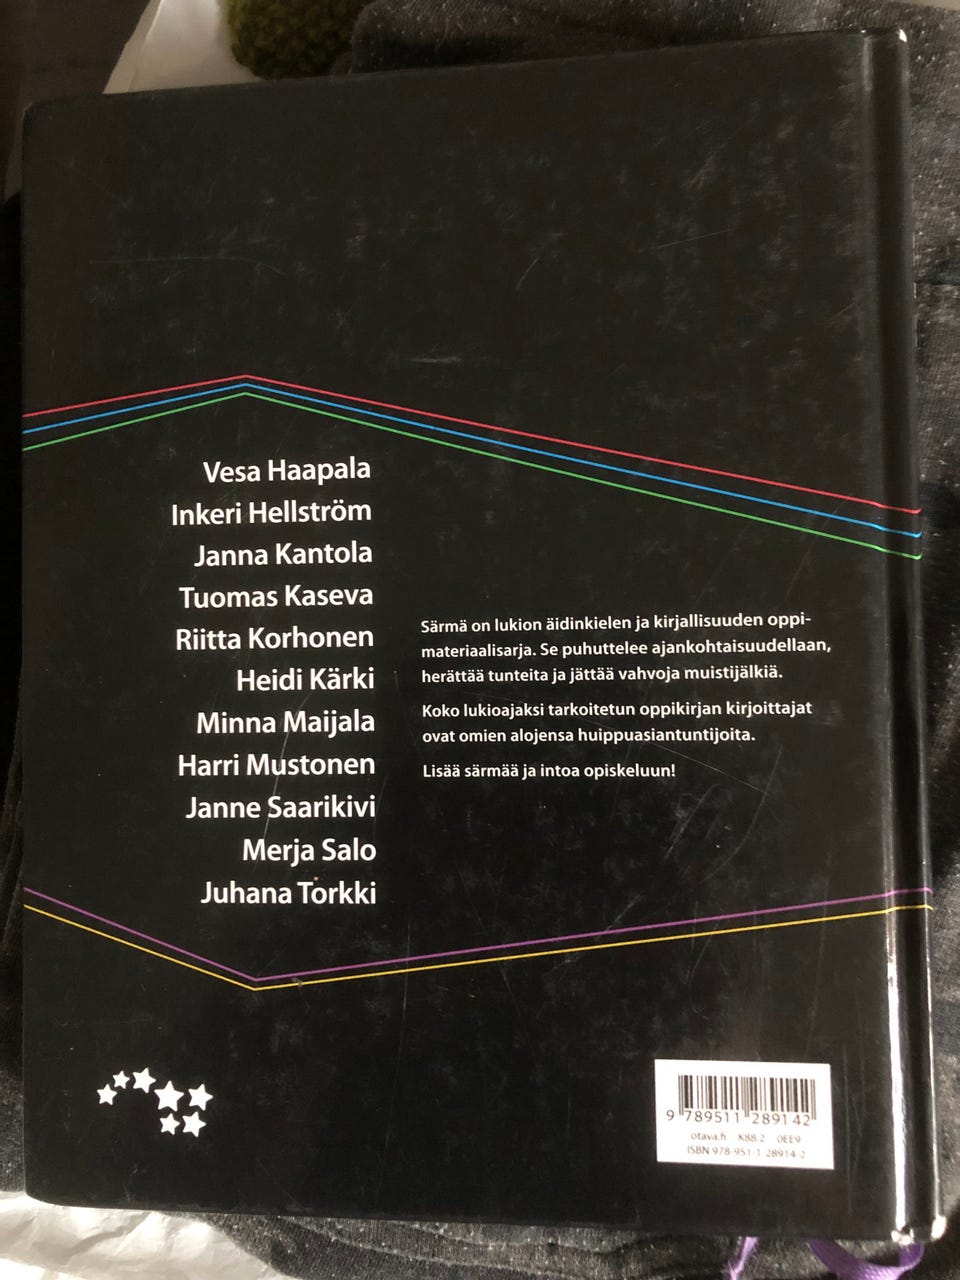 Vesa Haapala
Inkeri Hellström
Janna Kantola
Tuomas Kaseva
Riitta Korhonen
Heidi Kärki
Minna Maijala
Harri Mustonen
Janne Saarikivi
Merja Salo
Juhana Torkki
Särmä on lukion äidinkielen ja kirjallisuuden oppi-
materiaalisarja. Se puhuttelee ajankohtaisuudellaan,
herättää tunteita ja jättää vahvoja muistijälkiä.
Koko lukioajaksi tarkoitetun oppikirjan kirjoittajat
ovat omien alojensa huippuasiantuntijoita.
Lisää särmää ja intoa opiskeluun!
9 789511 289142
otava.fi K88.2 0EE9
ISBN 978-951-1-28914-2